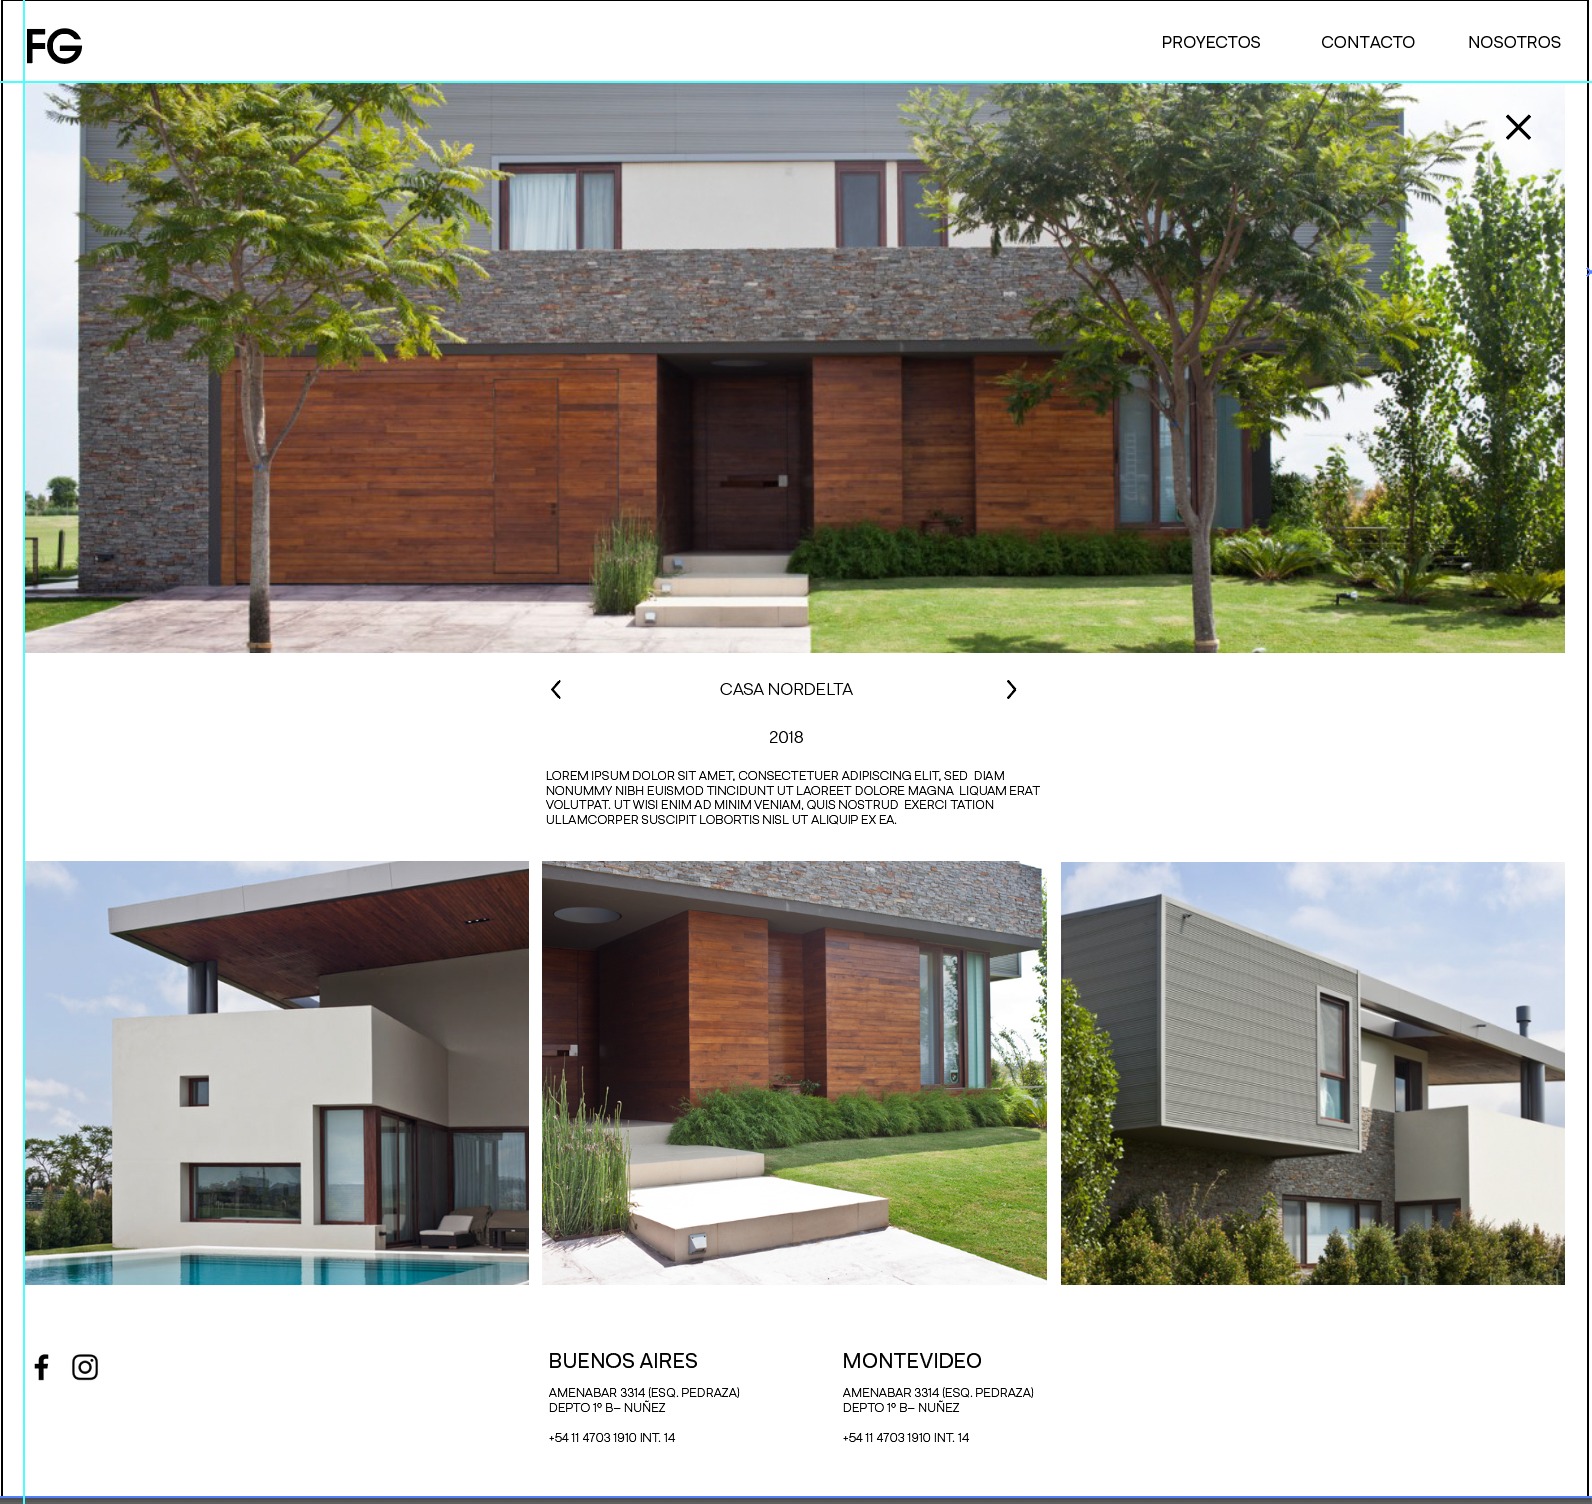 FG
PROYECTOS CONTACTO NOSOTROS
CASA NORDELTA
2018
LOREM IPSUM DOLOR SIT AMET, CONSECTETUER ADIPISCING ELIT, SED DIAM
NONUMMY NIBH EUISMOD TINCIDUNT UT LAOREET DOLORE MAGNA LIQUAM ERAT
VOLUTPAT. UT WISI ENIM AD MINIM VENIAM, QUIS NOSTRUD EXERCI TATION
ULLAMCORPER SUSCIPIT LOBORTIS NISL UT ALIQUIP EX EA.
BUENOS AIRES
AMENABAR 3314 (ESQ. PEDRAZA)
DEPTO 1º B– NUÑEZ
+54 11 4703 1910 INT. 14
MONTEVIDEO
AMENABAR 3314 (ESQ. PEDRAZA)
DEPTO 1º B– NUÑEZ
+54 11 4703 1910 INT. 14